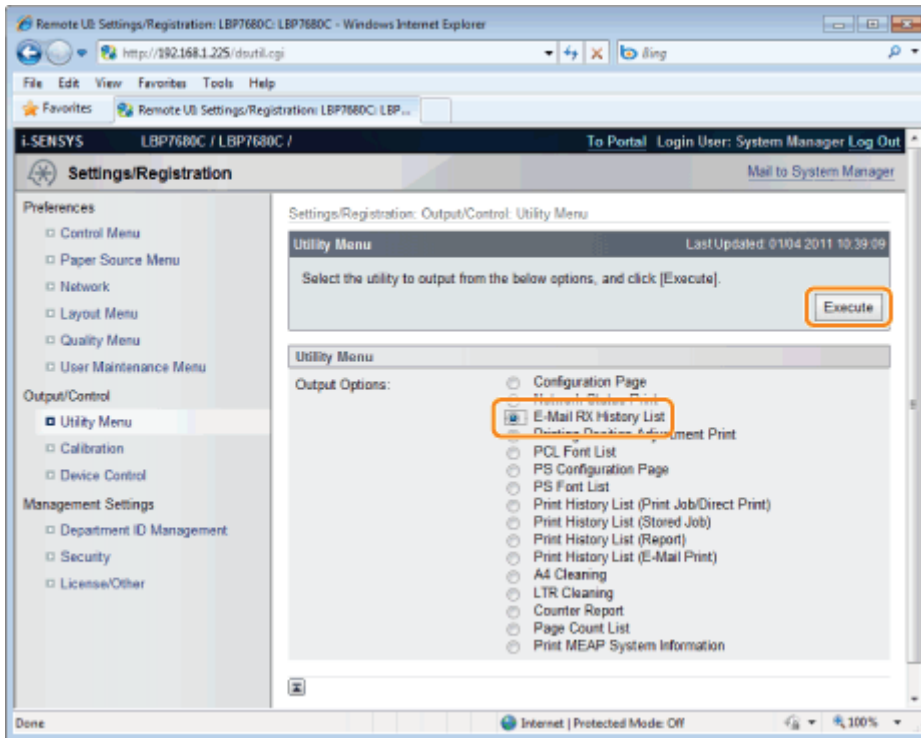 Remote UI: Settings/Registration: LBP7680C: LBP7680C - Windows Internet Explorer
http://192.168.1.225/dsutil.cgi
Bing
File Edit View Favorites Tools Help
Favorites Remote UI: Settings/Registration: LBP7680C: LBP...
i-SENSYS LBP7680C / LBP7680C / To Portal Login User: System Manager Log Out
Settings/Registration Mail to System Manager
Preferences
Control Menu
Paper Source Menu
Network
Layout Menu
Quality Menu
User Maintenance Menu
Output/Control
Utility Menu
Calibration
Device Control
Management Settings
Department ID Management
Security
License/Other
Settings/Registration: Output/Control: Utility Menu
Utility Menu Last Updated: 01/04 2011 10:39:09
Select the utility to output from the below options, and click [Execute].
Execute
Utility Menu
Output Options:
Configuration Page
Network Status Print
E-Mail RX History List
Printing Position Adjustment Print
PCL Font List
PS Configuration Page
PS Font List
Print History List (Print Job/Direct Print)
Print History List (Stored Job)
Print History List (Report)
Print History List (E-Mail Print)
A4 Cleaning
LTR Cleaning
Counter Report
Page Count List
Print MEAP System Information
Done Internet | Protected Mode: Off 100%